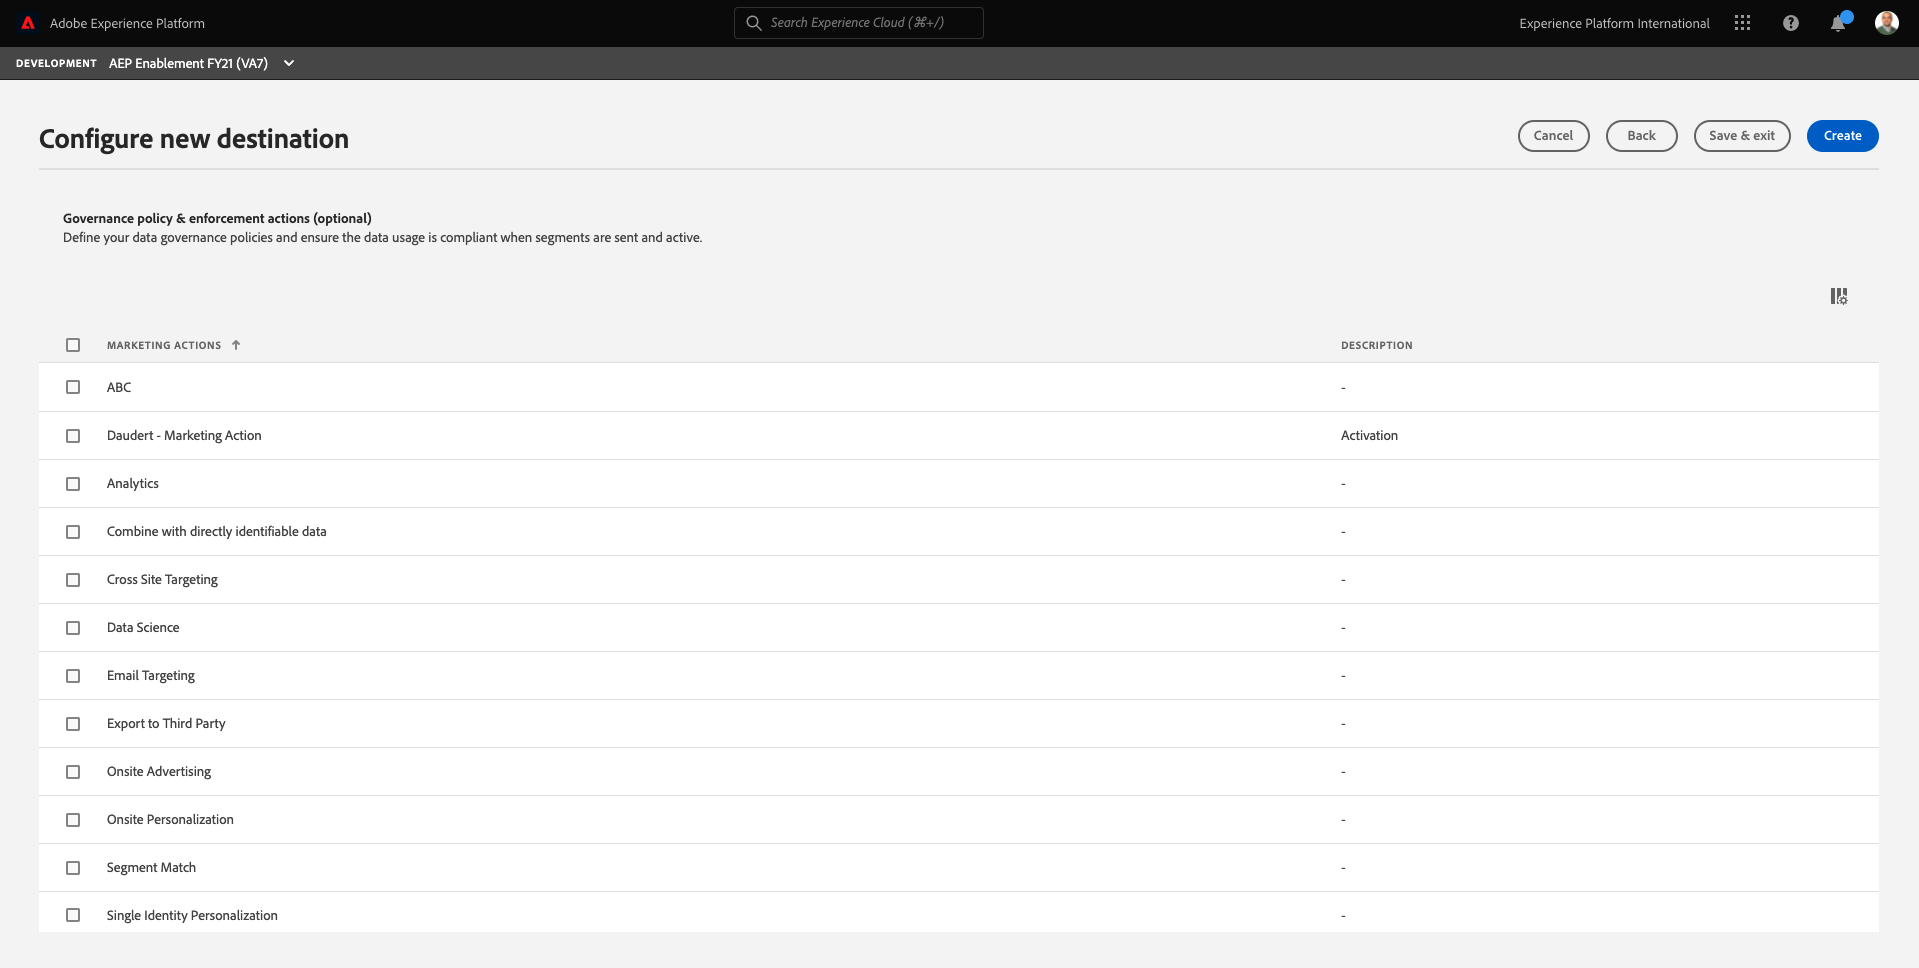 Adobe Experience Platform
Search Experience Cloud (⌘+/)
Experience Platform International
DEVELOPMENT AEP Enablement FY21 (VA7)
Configure new destination
Cancel
Back
Save & exit
Create
Governance policy & enforcement actions (optional)
Define your data governance policies and ensure the data usage is compliant when segments are sent and active.
MARKETING ACTIONS ↑ DESCRIPTION
ABC -
Daudert - Marketing Action Activation
Analytics -
Combine with directly identifiable data -
Cross Site Targeting -
Data Science -
Email Targeting -
Export to Third Party -
Onsite Advertising -
Onsite Personalization -
Segment Match -
Single Identity Personalization -